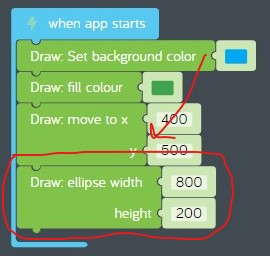 when app starts
Draw: Set background color
Draw: fill colour
Draw: move to x 400
y 500
Draw: ellipse width 800
height 200